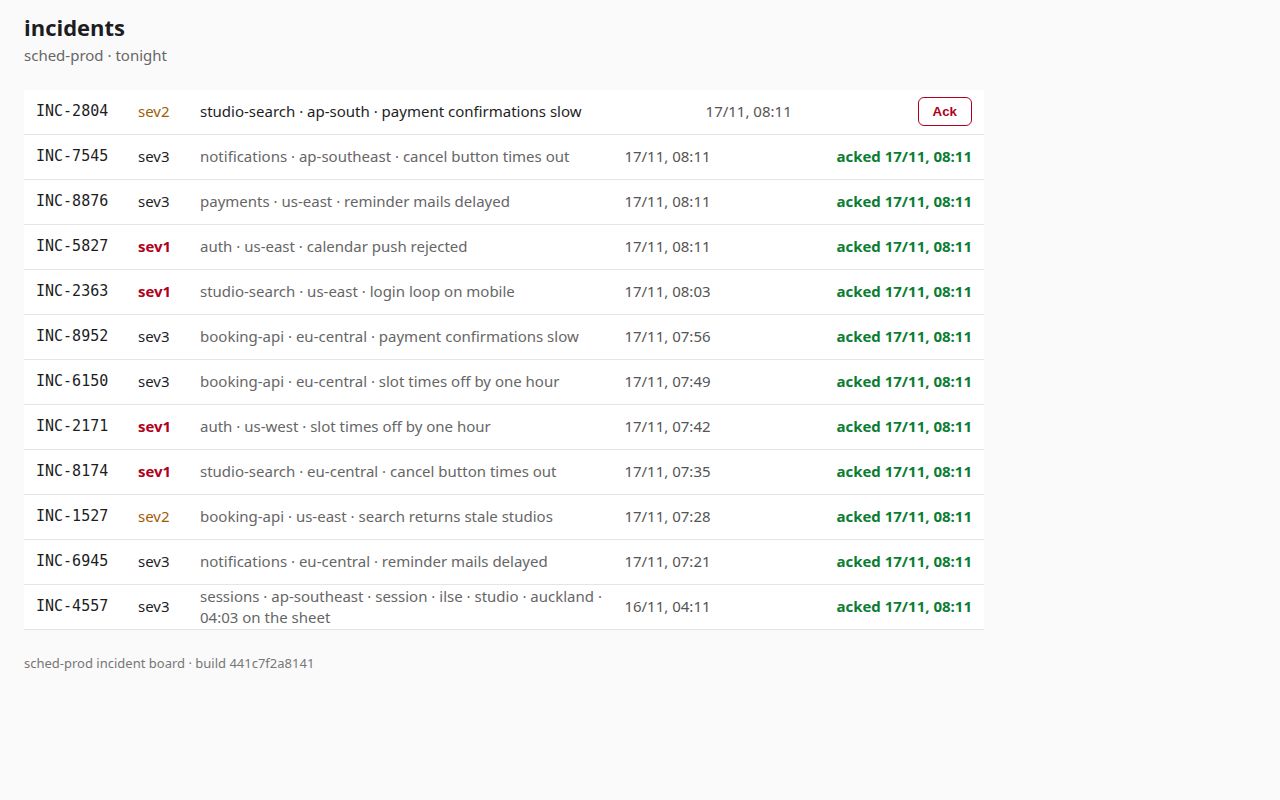 incidents
sched-prod · tonight
INC-2804 sev2 studio-search · ap-south · payment confirmations slow 17/11, 08:11 Ack
INC-7545 sev3 notifications · ap-southeast · cancel button times out 17/11, 08:11 acked 17/11, 08:11
INC-8876 sev3 payments · us-east · reminder mails delayed 17/11, 08:11 acked 17/11, 08:11
INC-5827 sev1 auth · us-east · calendar push rejected 17/11, 08:11 acked 17/11, 08:11
INC-2363 sev1 studio-search · us-east · login loop on mobile 17/11, 08:03 acked 17/11, 08:11
INC-8952 sev3 booking-api · eu-central · payment confirmations slow 17/11, 07:56 acked 17/11, 08:11
INC-6150 sev3 booking-api · eu-central · slot times off by one hour 17/11, 07:49 acked 17/11, 08:11
INC-2171 sev1 auth · us-west · slot times off by one hour 17/11, 07:42 acked 17/11, 08:11
INC-8174 sev1 studio-search · eu-central · cancel button times out 17/11, 07:35 acked 17/11, 08:11
INC-1527 sev2 booking-api · us-east · search returns stale studios 17/11, 07:28 acked 17/11, 08:11
INC-6945 sev3 notifications · eu-central · reminder mails delayed 17/11, 07:21 acked 17/11, 08:11
INC-4557 sev3 sessions · ap-southeast · session · ilse · studio · auckland · 16/11, 04:11 acked 17/11, 08:11
04:03 on the sheet
sched-prod incident board · build 441c7f2a8141